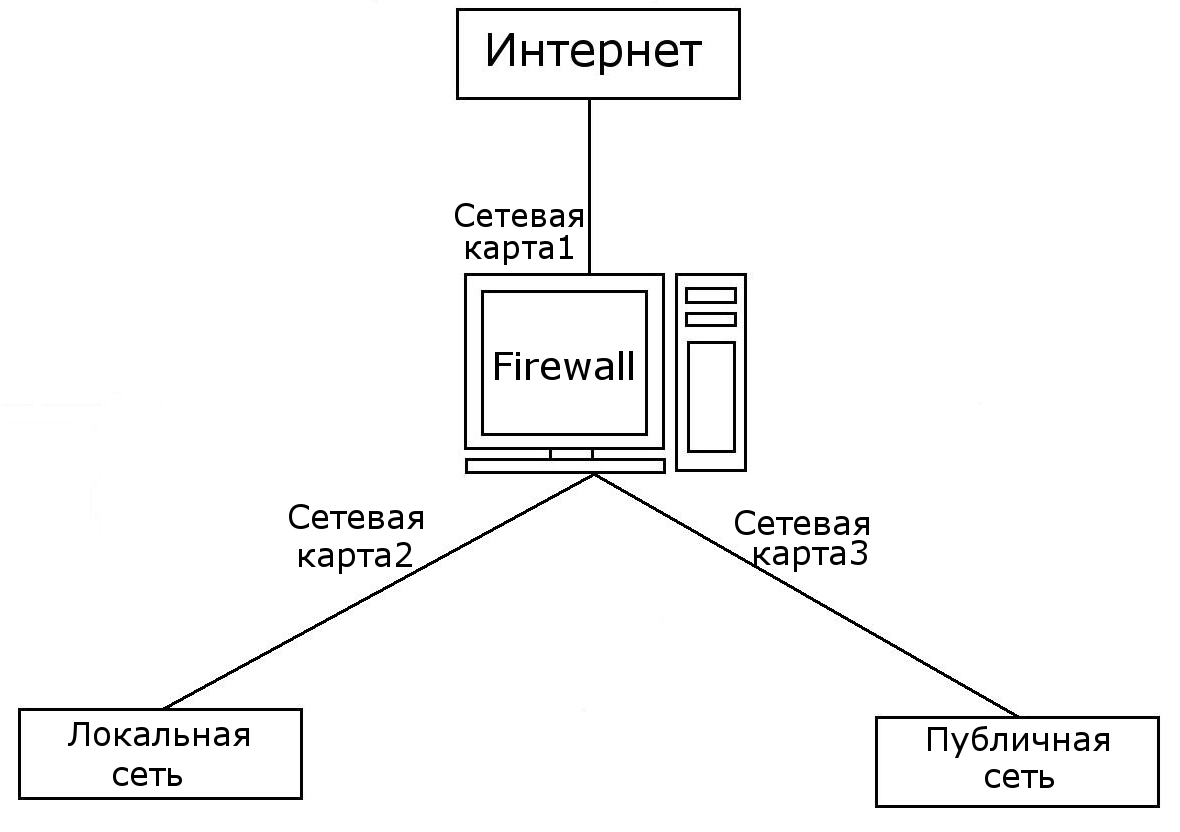 Интернет
Сетевая
карта1
Firewall
Сетевая
карта2
Сетевая
карта3
Локальная
сеть
Публичная
сеть